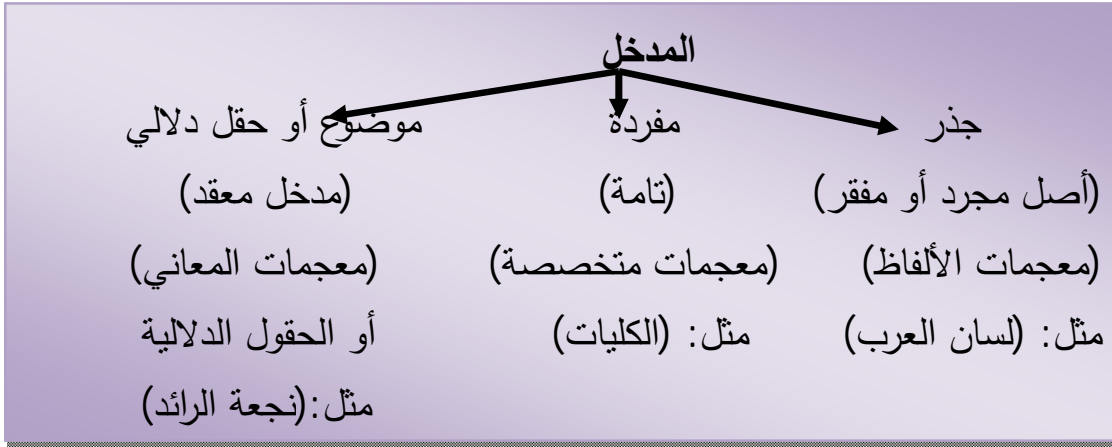 المدخل
جذر مفردة موضوع أو حقل دلالي
(أصل مجرد أو مفقر) (تامة) (مدخل معقد)
(معجمات الألفاظ) (معجمات متخصصة) (معجمات المعاني)
مثل: (لسان العرب) مثل: (الكليات) أو الحقول الدلالية
مثل:(نجعة الرائد)